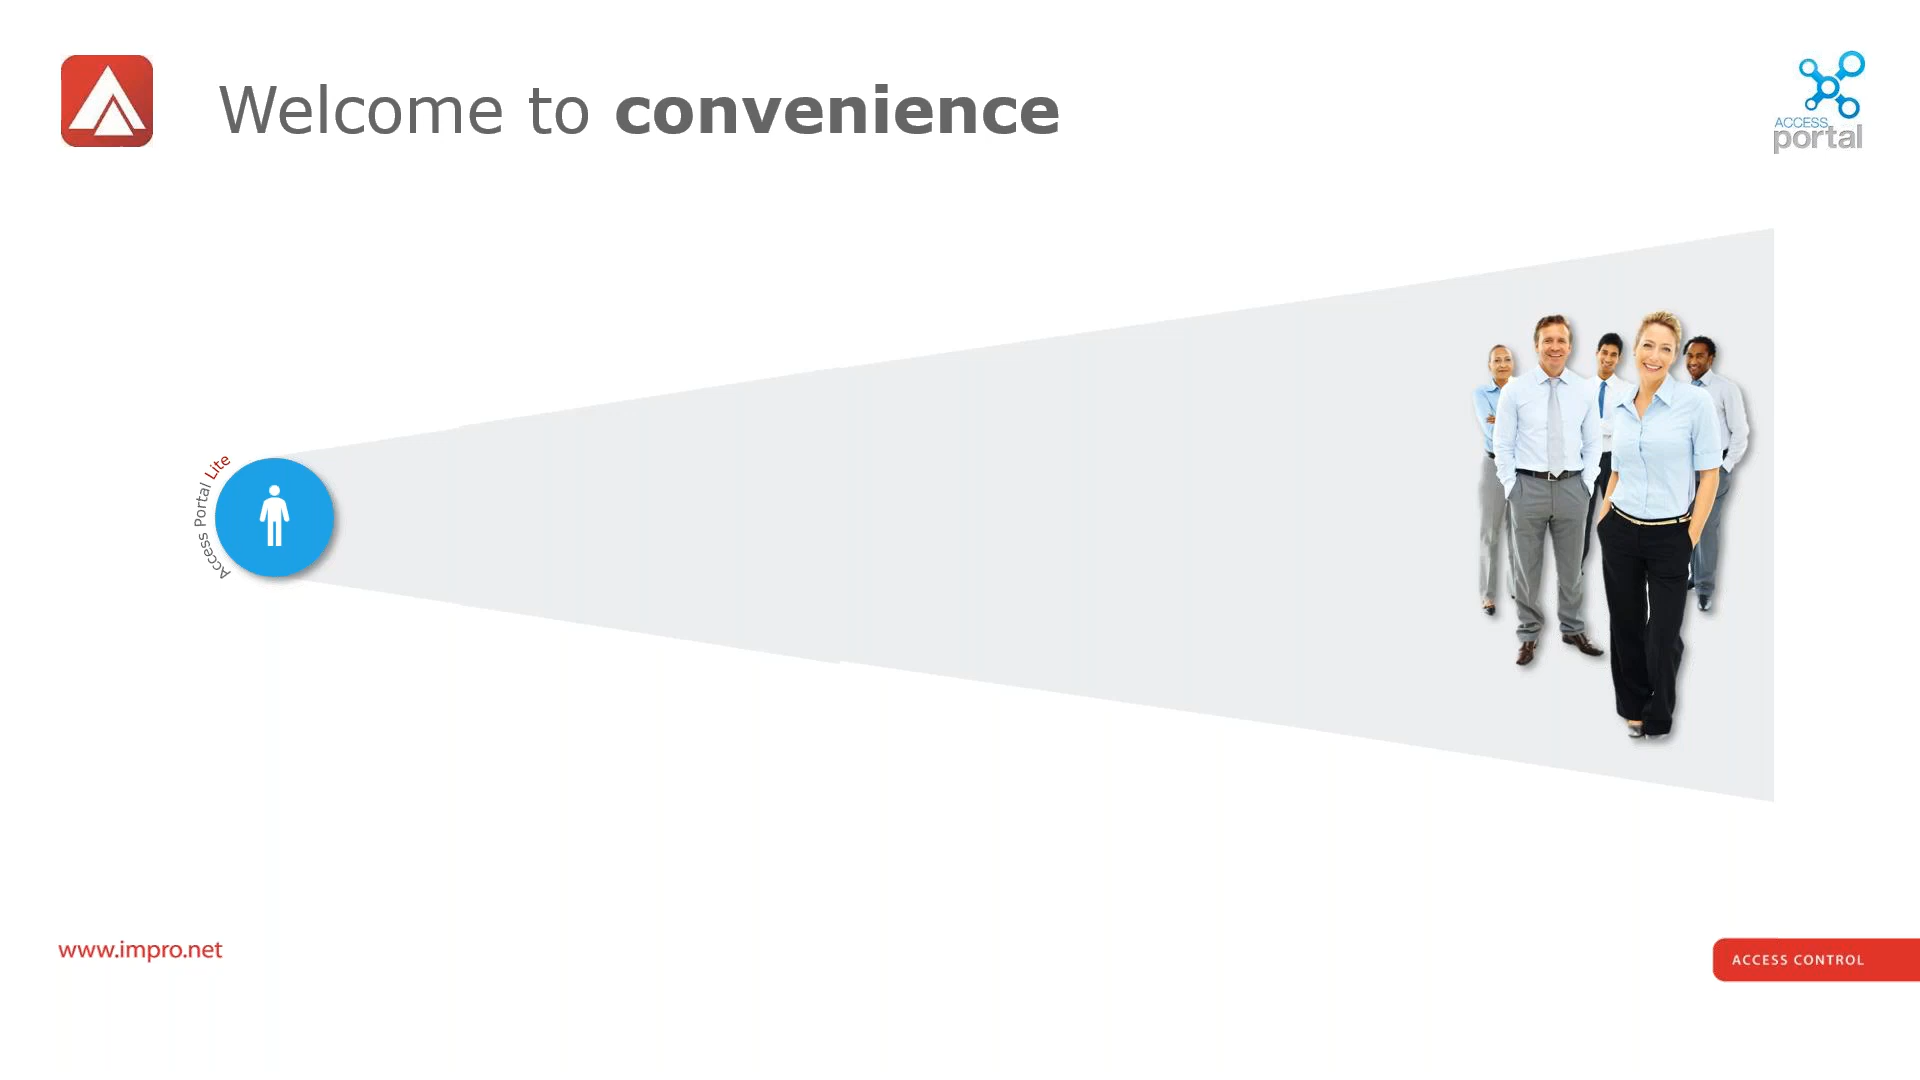 Welcome to convenience
ACCESS
portal
Access Portal Lite
www.impro.net
ACCESS CONTROL